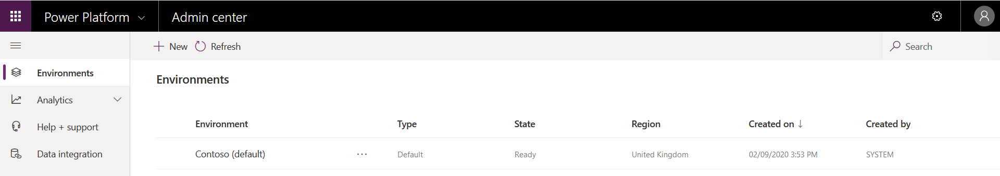 Power Platform
Admin center
New
Refresh
Search
Environments
Analytics
Help + support
Data integration
Environments
Environment Type State Region Created on ↓ Created by
Contoso (default) ... Default Ready United Kingdom 02/09/2020 3:53 PM SYSTEM